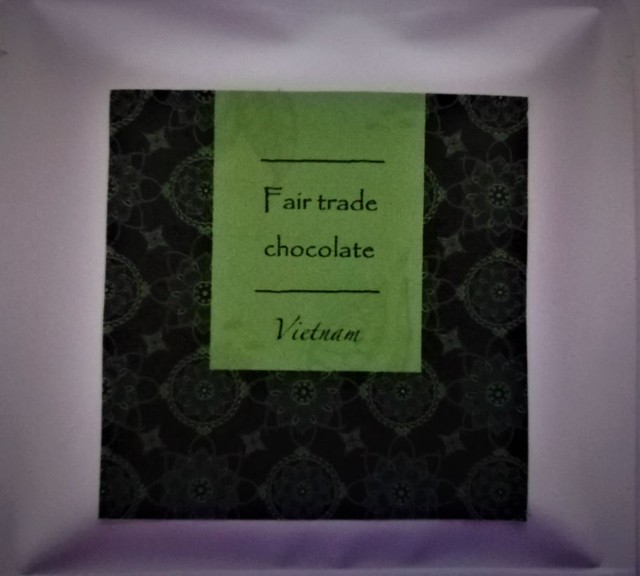 Fair trade
chocolate
Vietnam